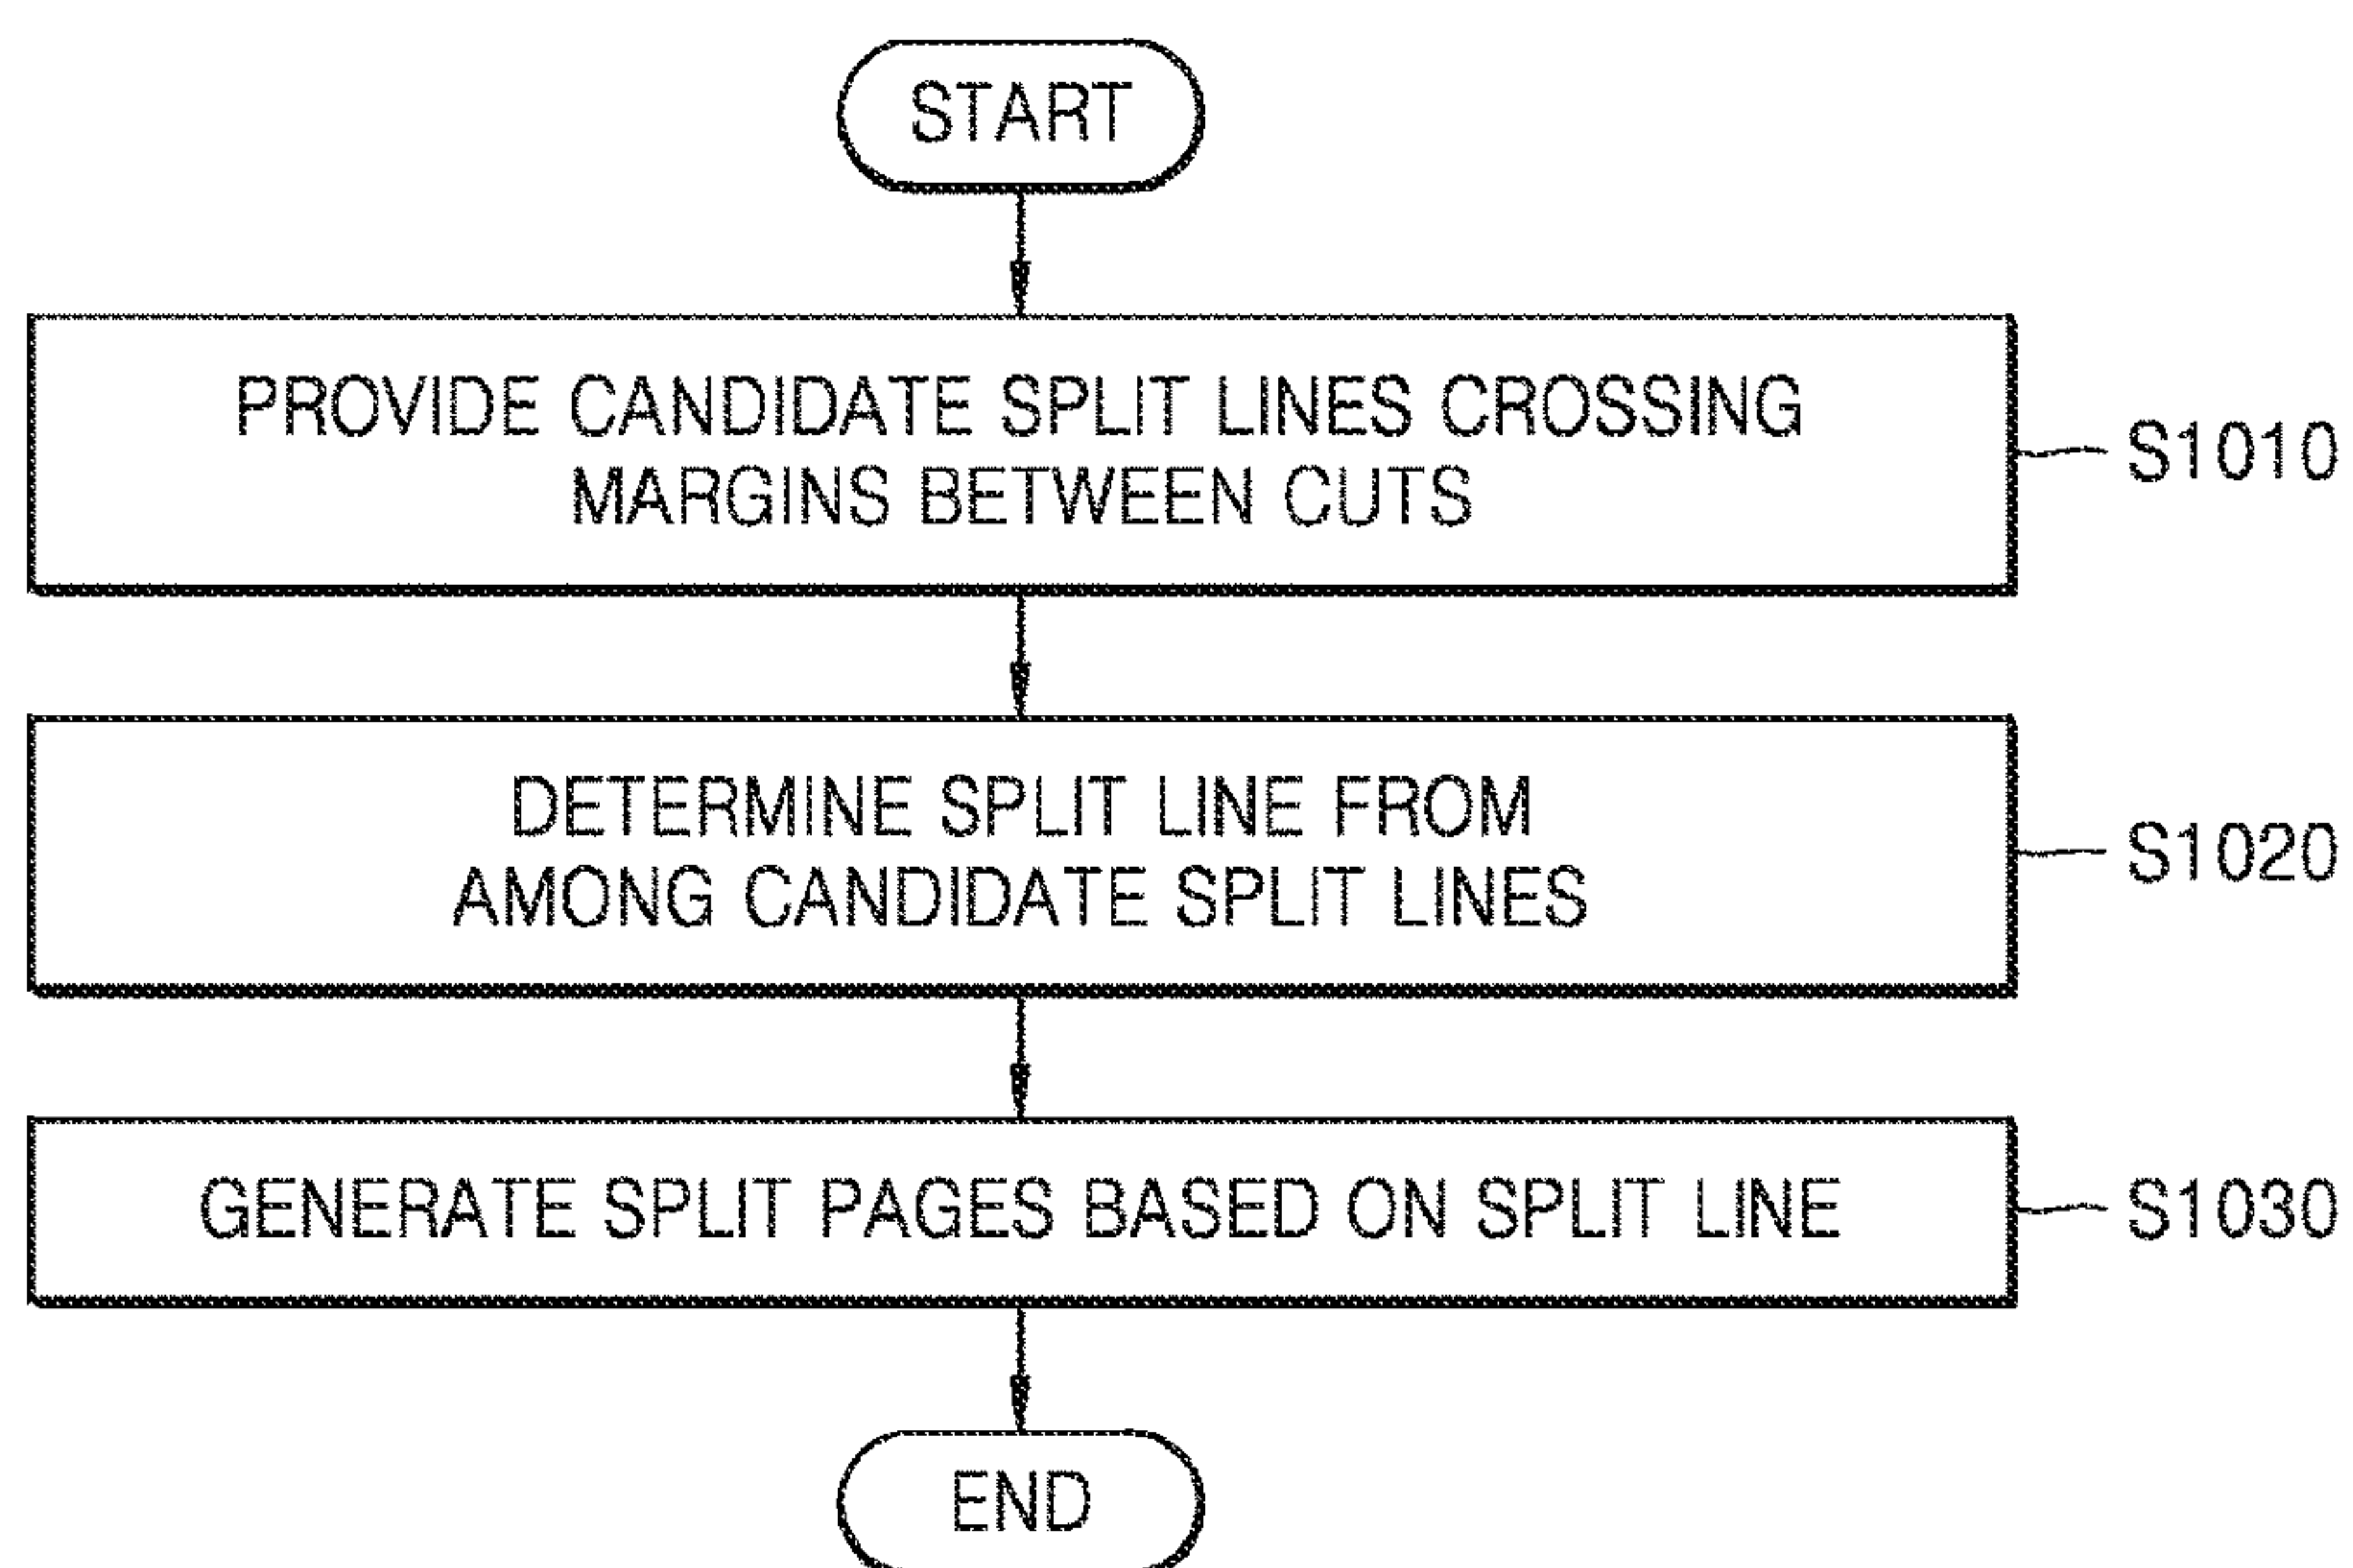 START
PROVIDE CANDIDATE SPLIT LINES CROSSING
MARGINS BETWEEN CUTS
S1010
DETERMINE SPLIT LINE FROM
AMONG CANDIDATE SPLIT LINES
S1020
GENERATE SPLIT PAGES BASED ON SPLIT LINE
S1030
END